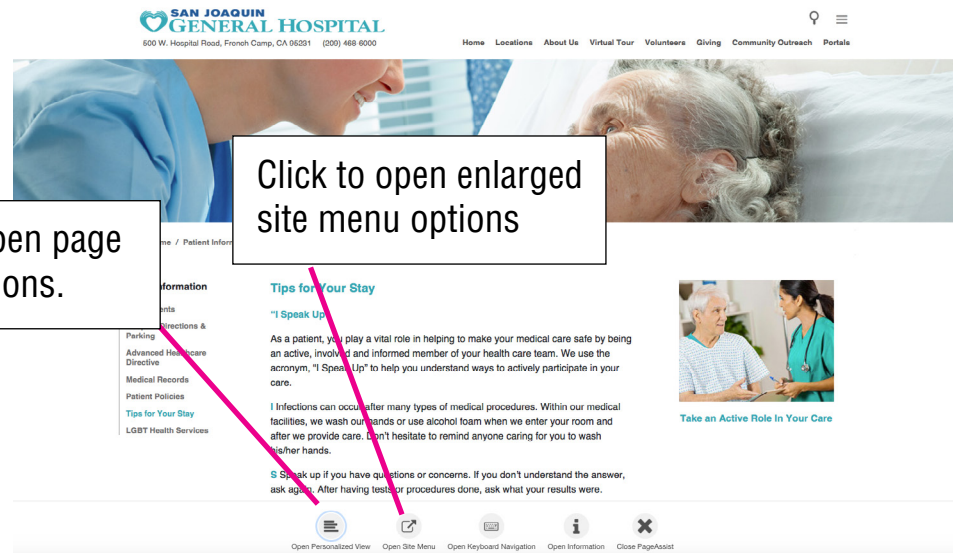 SAN JOAQUIN
GENERAL HOSPITAL
500 W. Hospital Road, French Camp, CA 95231 (200) 468-6000
Home Locations About Us Virtual Tour Volunteers Giving Community Outreach Portals
Click to open enlarged
site menu options
pen page
ons.
me / Patient Inform
formation
ents
Directions &
Parking
Advanced Healthcare
Directive
Medical Records
Patient Policies
Tips for Your Stay
LGBT Health Services
Tips for Your Stay
"I Speak Up
As a patient, you play a vital role in helping to make your medical care safe by being
an active, involved and informed member of your health care team. We use the
acronym, "I Speak Up" to help you understand ways to actively participate in your
care.
I Infections can occur after many types of medical procedures. Within our medical
facilities, we wash our hands or use alcohol foam when we enter your room and
after we provide care. Don't hesitate to remind anyone caring for you to wash
his/her hands.
S Speak up if you have questions or concerns. If you don't understand the answer,
ask again. After having tests or procedures done, ask what your results were.
Take an Active Role In Your Care
Open Personalized View Open Site Menu Open Keyboard Navigation Open Information Close PageAssist